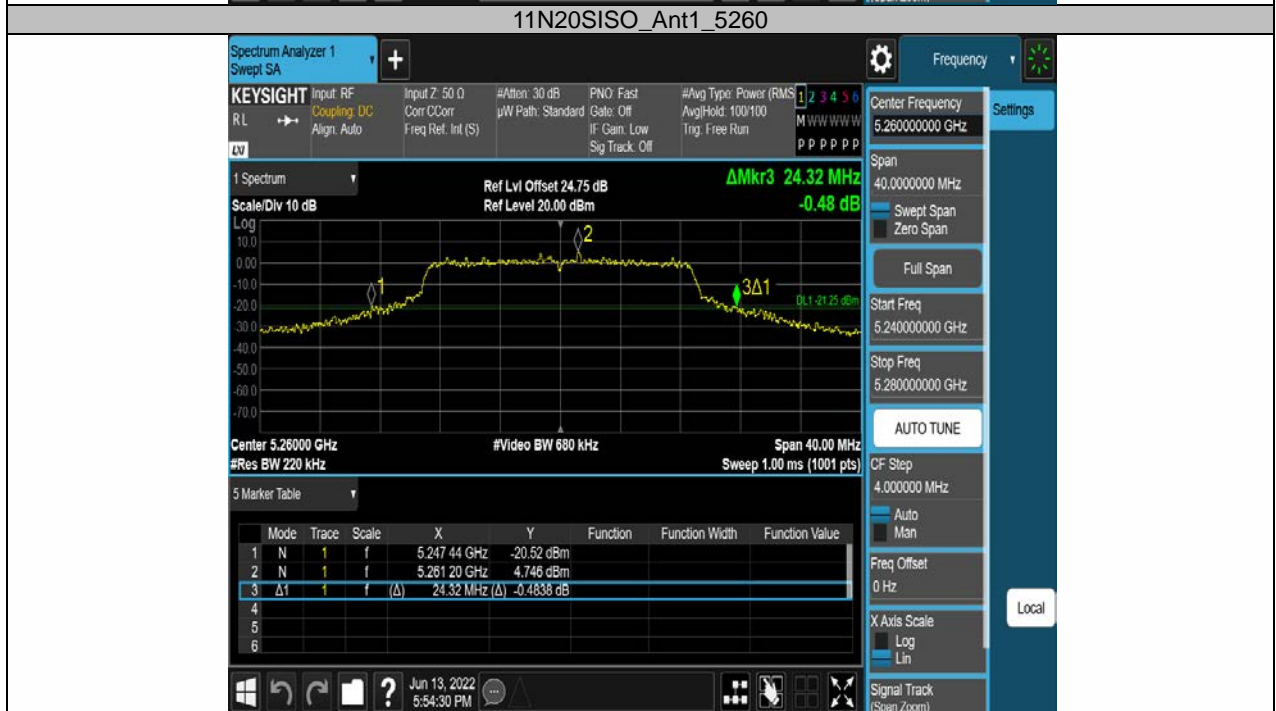 11N20SISO_Ant1_5260
Spectrum Analyzer 1
Swept SA
+
Frequency
KEYSIGHT
RL
LXI
Input: RF
Coupling: DC
Align: Auto
Input Z: 50 Ω
Corr CCorr
Freq Ref: Int (S)
#Atten: 30 dB
µW Path: Standard
PNO: Fast
Gate: Off
IF Gain: Low
Sig Track: Off
#Avg Type: Power (RMS
Avg|Hold: 100/100
Trig: Free Run
1 2 3 4 5 6
M W W W W W
P P P P P P
Center Frequency
5.260000000 GHz
Settings
Span
40.0000000 MHz
Swept Span
Zero Span
Full Span
Start Freq
5.240000000 GHz
Stop Freq
5.280000000 GHz
AUTO TUNE
CF Step
4.000000 MHz
Auto
Man
Freq Offset
0 Hz
X Axis Scale
Log
Lin
Signal Track
(Span Zoom)
Local
1 Spectrum
Scale/Div 10 dB
Ref Lvl Offset 24.75 dB
Ref Level 20.00 dBm
ΔMkr3 24.32 MHz
-0.48 dB
Log
10.0
0.00
-10.0
-20.0
-30.0
-40.0
-50.0
-60.0
-70.0
1
2
3Δ1
DL1 -21.25 dBm
Center 5.26000 GHz
#Video BW 680 kHz
Span 40.00 MHz
#Res BW 220 kHz
Sweep 1.00 ms (1001 pts)
5 Marker Table
Mode Trace Scale X Y Function Function Width Function Value
1 N 1 f 5.247 44 GHz -20.52 dBm
2 N 1 f 5.261 20 GHz 4.746 dBm
3 Δ1 1 f (Δ) 24.32 MHz (Δ) -0.4838 dB
4
5
6
?
Jun 13, 2022
5:54:30 PM